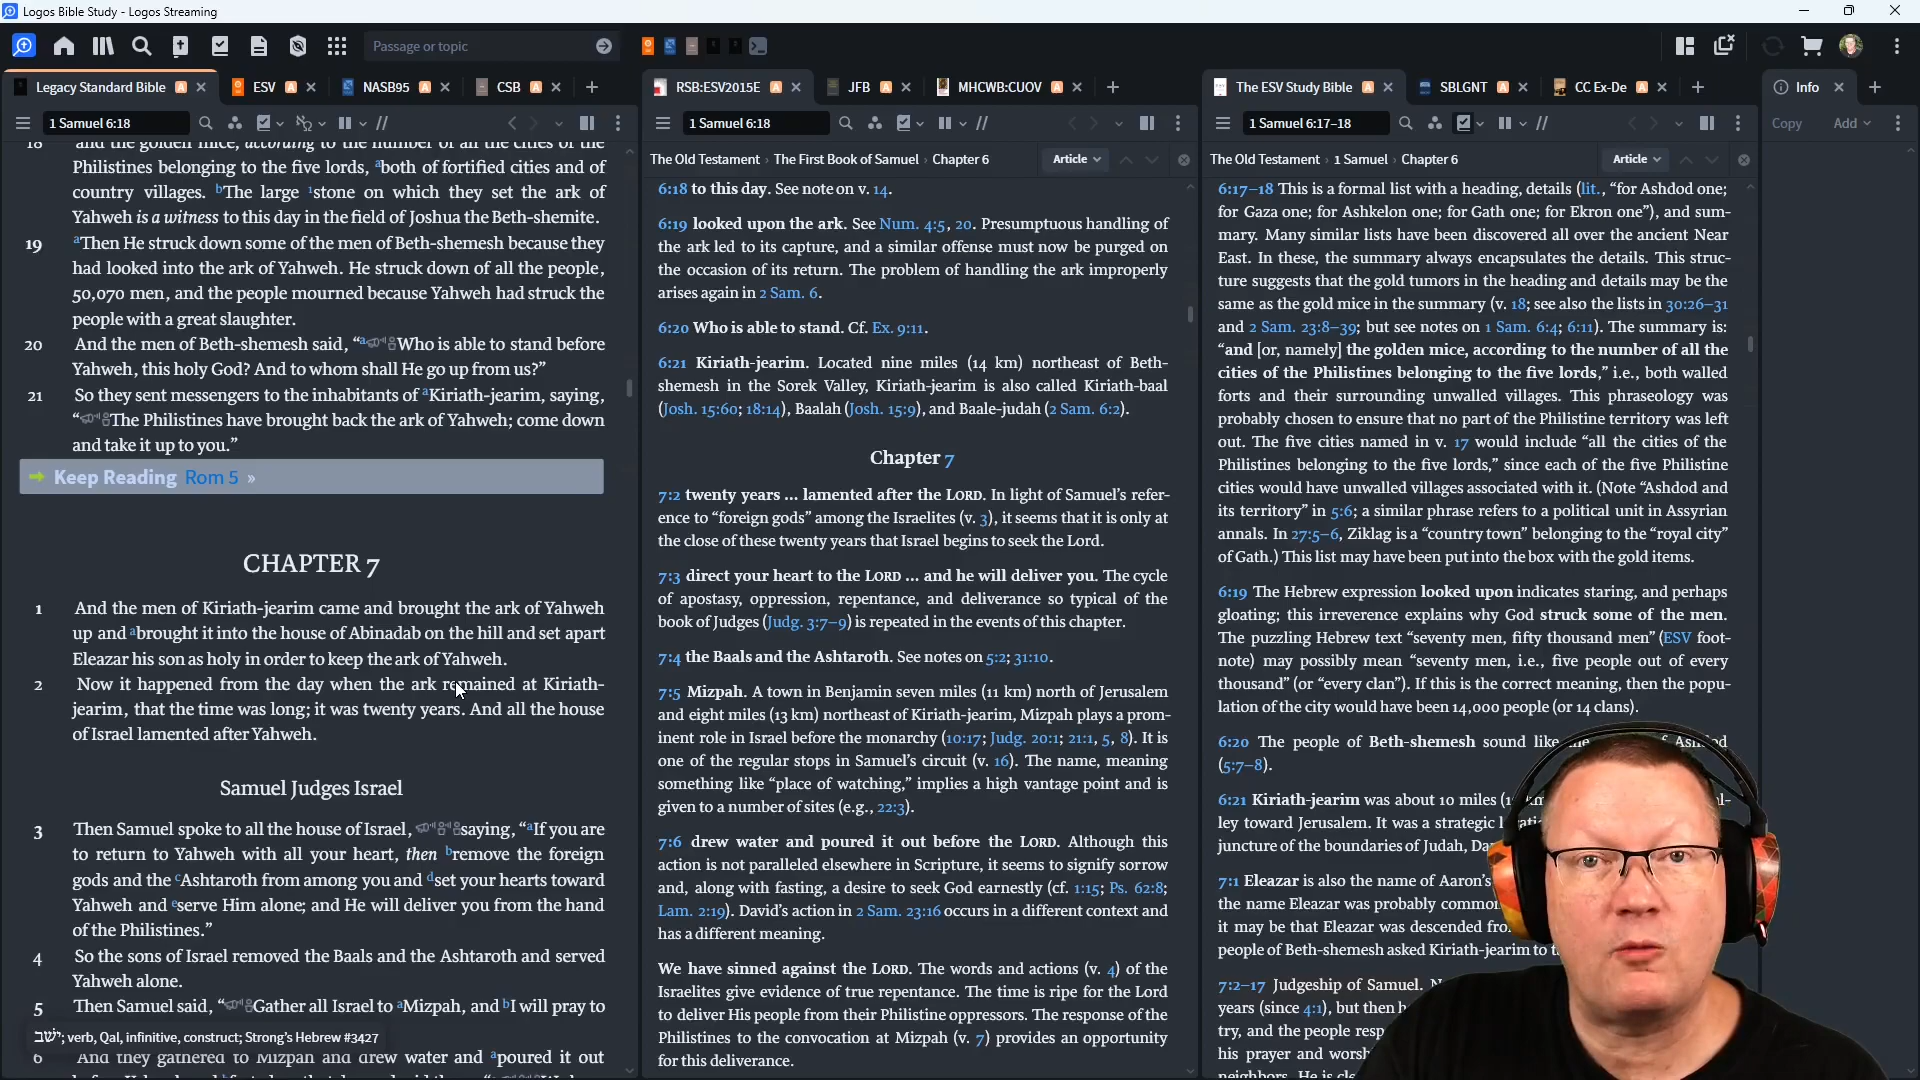 Logos Bible Study - Logos Streaming
Passage or topic
Legacy Standard Bible A
ESV A
NASB95 A
CSB A
RSB:ESV2015E A
JFB A
MHCWB:CUOV A
The ESV Study Bible A
SBLGNT A
CC Ex-De A
Info
1 Samuel 6:18
1 Samuel 6:18
1 Samuel 6:17–18
Copy Add
and the golden mice, according to the number of all the cities of the
Philistines belonging to the five lords, aboth of fortified cities and of
country villages. bThe large 1stone on which they set the ark of
Yahweh is a witness to this day in the field of Joshua the Beth-shemite.
19 aThen He struck down some of the men of Beth-shemesh because they
had looked into the ark of Yahweh. He struck down of all the people,
50,070 men, and the people mourned because Yahweh had struck the
people with a great slaughter.
20 And the men of Beth-shemesh said, “aWho is able to stand before
Yahweh, this holy God? And to whom shall He go up from us?”
21 So they sent messengers to the inhabitants of aKiriath-jearim, saying,
“The Philistines have brought back the ark of Yahweh; come down
and take it up to you.”
Keep Reading Rom 5 »
CHAPTER 7
1 And the men of Kiriath-jearim came and brought the ark of Yahweh
up and abrought it into the house of Abinadab on the hill and set apart
Eleazar his son as holy in order to keep the ark of Yahweh.
2 Now it happened from the day when the ark remained at Kiriath-
jearim, that the time was long; it was twenty years. And all the house
of Israel lamented after Yahweh.
Samuel Judges Israel
3 Then Samuel spoke to all the house of Israel, saying, “aIf you are
to return to Yahweh with all your heart, then bremove the foreign
gods and the cAshtaroth from among you and dset your hearts toward
Yahweh and eserve Him alone; and He will deliver you from the hand
of the Philistines.”
4 So the sons of Israel removed the Baals and the Ashtaroth and served
Yahweh alone.
5 Then Samuel said, “Gather all Israel to aMizpah, and bI will pray to
ישׁב; verb, Qal, infinitive, construct; Strong’s Hebrew #3427
6 And they gathered to Mizpah and drew water and apoured it out
The Old Testament › The First Book of Samuel › Chapter 6
Article
6:18 to this day. See note on v. 14.
6:19 looked upon the ark. See Num. 4:5, 20. Presumptuous handling of
the ark led to its capture, and a similar offense must now be purged on
the occasion of its return. The problem of handling the ark improperly
arises again in 2 Sam. 6.
6:20 Who is able to stand. Cf. Ex. 9:11.
6:21 Kiriath-jearim. Located nine miles (14 km) northeast of Beth-
shemesh in the Sorek Valley, Kiriath-jearim is also called Kiriath-baal
(Josh. 15:60; 18:14), Baalah (Josh. 15:9), and Baale-judah (2 Sam. 6:2).
Chapter 7
7:2 twenty years ... lamented after the LORD. In light of Samuel’s refer-
ence to “foreign gods” among the Israelites (v. 3), it seems that it is only at
the close of these twenty years that Israel begins to seek the Lord.
7:3 direct your heart to the LORD ... and he will deliver you. The cycle
of apostasy, oppression, repentance, and deliverance so typical of the
book of Judges (Judg. 3:7–9) is repeated in the events of this chapter.
7:4 the Baals and the Ashtaroth. See notes on 5:2; 31:10.
7:5 Mizpah. A town in Benjamin seven miles (11 km) north of Jerusalem
and eight miles (13 km) northeast of Kiriath-jearim, Mizpah plays a prom-
inent role in Israel before the monarchy (10:17; Judg. 20:1; 21:1, 5, 8). It is
one of the regular stops in Samuel’s circuit (v. 16). The name, meaning
something like “place of watching,” implies a high vantage point and is
given to a number of sites (e.g., 22:3).
7:6 drew water and poured it out before the LORD. Although this
action is not paralleled elsewhere in Scripture, it seems to signify sorrow
and, along with fasting, a desire to seek God earnestly (cf. 1:15; Ps. 62:8;
Lam. 2:19). David’s action in 2 Sam. 23:16 occurs in a different context and
has a different meaning.
We have sinned against the LORD. The words and actions (v. 4) of the
Israelites give evidence of true repentance. The time is ripe for the Lord
to deliver His people from their Philistine oppressors. The response of the
Philistines to the convocation at Mizpah (v. 7) provides an opportunity
for this deliverance.
The Old Testament › 1 Samuel › Chapter 6
Article
6:17–18 This is a formal list with a heading, details (lit., “for Ashdod one;
for Gaza one; for Ashkelon one; for Gath one; for Ekron one”), and sum-
mary. Many similar lists have been discovered all over the ancient Near
East. In these, the summary always encapsulates the details. This struc-
ture suggests that the gold tumors in the heading and details may be the
same as the gold mice in the summary (v. 18; see also the lists in 30:26–31
and 2 Sam. 23:8–39; but see notes on 1 Sam. 6:4; 6:11). The summary is:
“and [or, namely] the golden mice, according to the number of all the
cities of the Philistines belonging to the five lords,” i.e., both walled
forts and their surrounding unwalled villages. This phraseology was
probably chosen to ensure that no part of the Philistine territory was left
out. The five cities named in v. 17 would include “all the cities of the
Philistines belonging to the five lords,” since each of the five Philistine
cities would have unwalled villages associated with it. (Note “Ashdod and
its territory” in 5:6; a similar phrase refers to a political unit in Assyrian
annals. In 27:5–6, Ziklag is a “country town” belonging to the “royal city”
of Gath.) This list may have been put into the box with the gold items.
6:19 The Hebrew expression looked upon indicates staring, and perhaps
gloating; this irreverence explains why God struck some of the men.
The puzzling Hebrew text “seventy men, fifty thousand men” (ESV foot-
note) may possibly mean “seventy men, i.e., five people out of every
thousand” (or “every clan”). If this is the correct meaning, then the popu-
lation of the city would have been 14,000 people (or 14 clans).
6:20 The people of Beth-shemesh sound like
(5:7–8).
6:21 Kiriath-jearim was about 10 miles
ley toward Jerusalem. It was a strategic
juncture of the boundaries of Judah,
7:1 Eleazar is also the name of Aaron’s
the name Eleazar was probably
it may be that Eleazar was descended
people of Beth-shemesh asked Kiriath-jearim to
7:2–17 Judgeship of Samuel.
years (since 4:1), but then
try, and the people
his prayer and